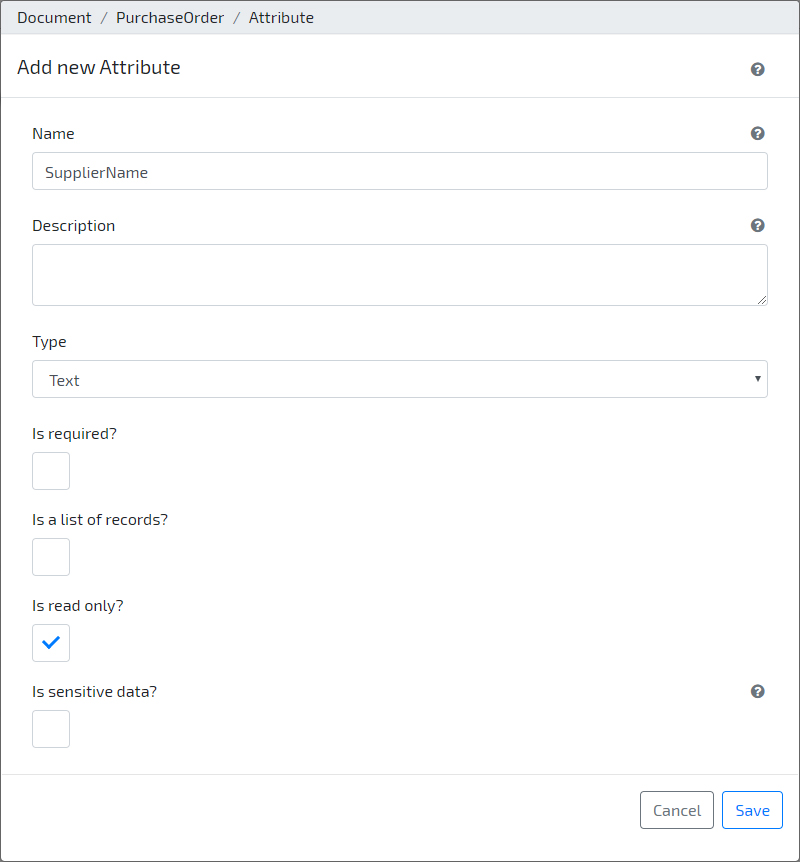 Document / PurchaseOrder / Attribute
Add new Attribute
Name
SupplierName
Description
Type
Text
Is required?
Is a list of records?
Is read only?
Is sensitive data?
Cancel Save